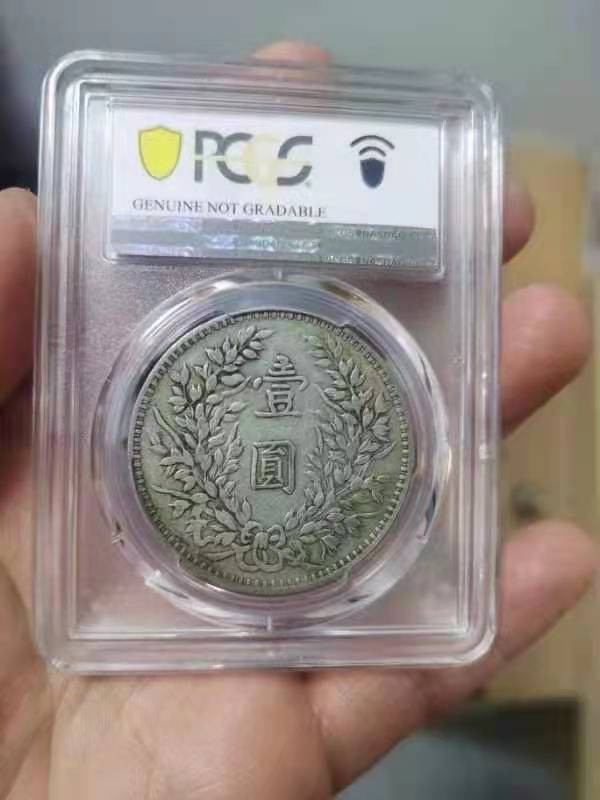 PCGS
GENUINE NOT GRADABLE
壹
圓